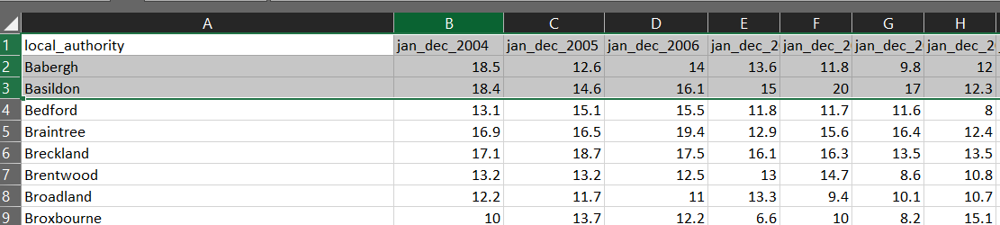 A B C D E F G H
1 local_authority jan_dec_2004 jan_dec_2005 jan_dec_2006 jan_dec_2 jan_dec_2 jan_dec_2 jan_dec_2
2 Babergh 18.5 12.6 14 13.6 11.8 9.8 12
3 Basildon 18.4 14.6 16.1 15 20 17 12.3
4 Bedford 13.1 15.1 15.5 11.8 11.7 11.6 8
5 Braintree 16.9 16.5 19.4 12.9 15.6 16.4 12.4
6 Breckland 17.1 18.7 17.5 16.1 16.3 13.5 13.5
7 Brentwood 13.2 13.2 12.5 13 14.7 8.6 10.8
8 Broadland 12.2 11.7 11 13.3 9.4 10.1 10.7
9 Broxbourne 10 13.7 12.2 6.6 10 8.2 15.1